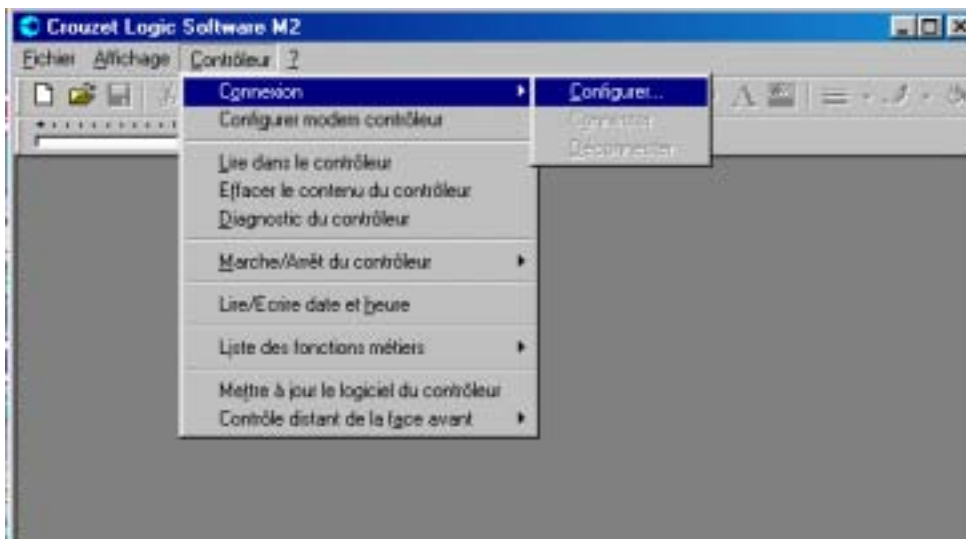 Crouzet Logic Software M2
Fichier Affichage Contrôleur ?
Connexion
Configurer...
Configurer modem contrôleur
Connecter
Déconnecter
Lire dans le contrôleur
Effacer le contenu du contrôleur
Diagnostic du contrôleur
Marche/Arrêt du contrôleur
Lire/Ecrire date et heure
Liste des fonctions métiers
Mettre à jour le logiciel du contrôleur
Contrôle distant de la face avant